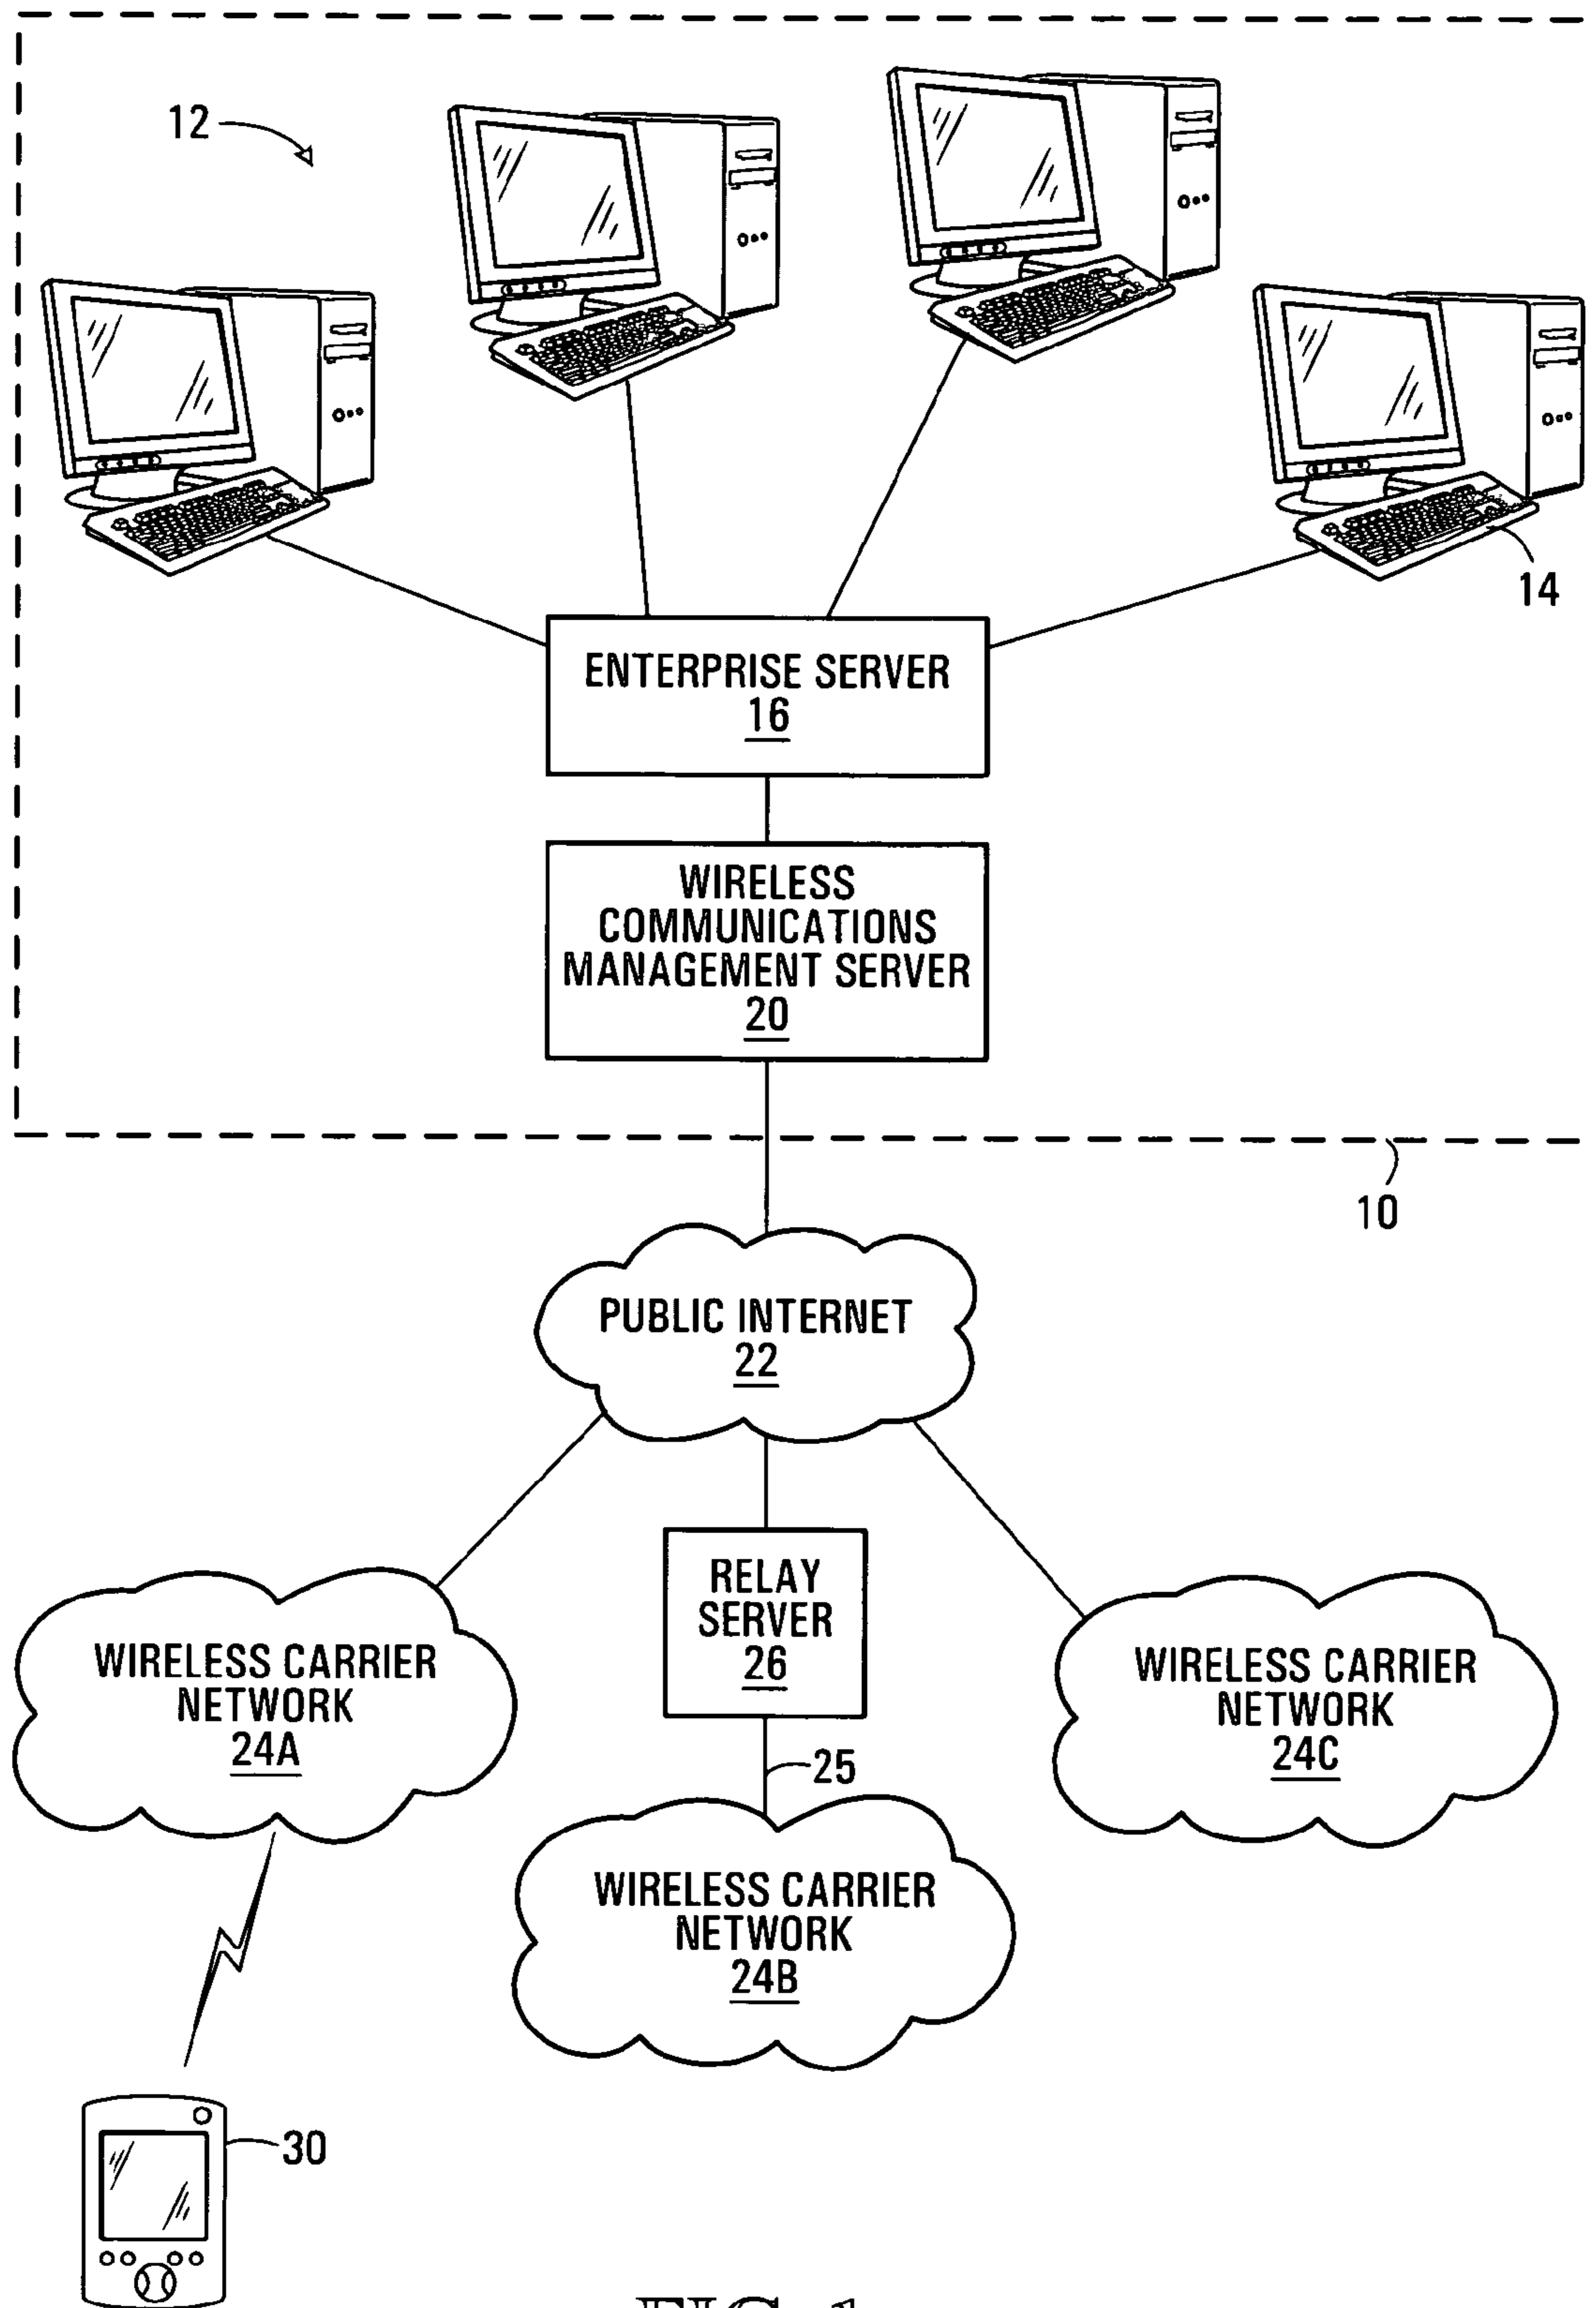 12
14
ENTERPRISE SERVER
16
WIRELESS
COMMUNICATIONS
MANAGEMENT SERVER
20
10
PUBLIC INTERNET
22
RELAY
SERVER
26
WIRELESS CARRIER
NETWORK
24A
WIRELESS CARRIER
NETWORK
24C
25
WIRELESS CARRIER
NETWORK
24B
30